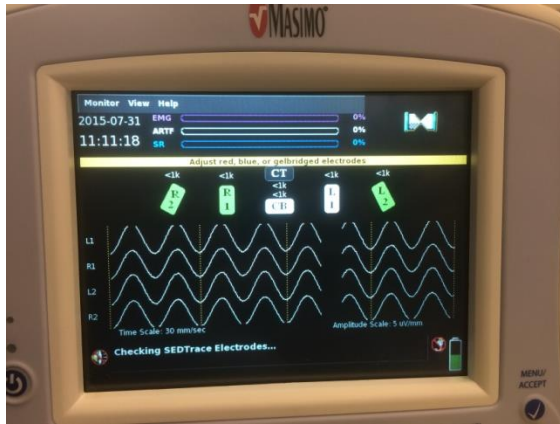 MASIMO
Monitor View Help
2015-07-31 EMG 0%
ARTF 0%
11:11:18 SR 0%
Adjust red, blue, or gelbridged electrodes
<1k <1k CT <1k <1k
<1k
<1k
R2 R1 CB L1 L2
L1
R1
L2
R2
Time Scale: 30 mm/sec Amplitude Scale: 5 uV/mm
Checking SEDTrace Electrodes...
MENU/
ACCEPT